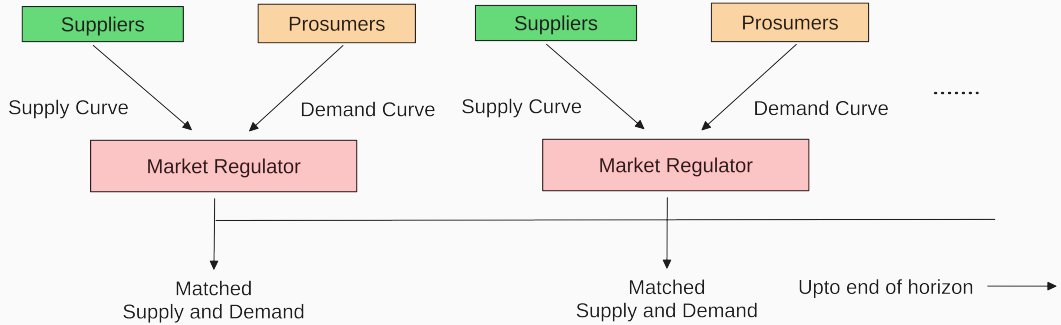 Suppliers
Prosumers
Suppliers
Prosumers
Supply Curve
Demand Curve
Supply Curve
Demand Curve
Market Regulator
Market Regulator
Matched
Supply and Demand
Matched
Supply and Demand
Upto end of horizon